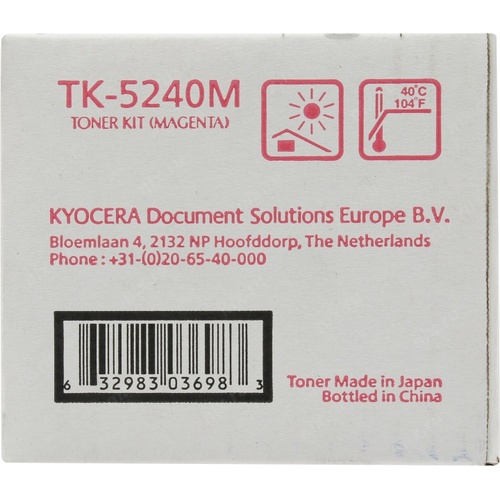 TK-5240M
TONER KIT (MAGENTA)
40°C
104°F
KYOCERA Document Solutions Europe B.V.
Bloemlaan 4, 2132 NP Hoofddorp, The Netherlands
Phone : +31-(0)20-65-40-000
6 32983 03698 3
Toner Made in Japan
Bottled in China